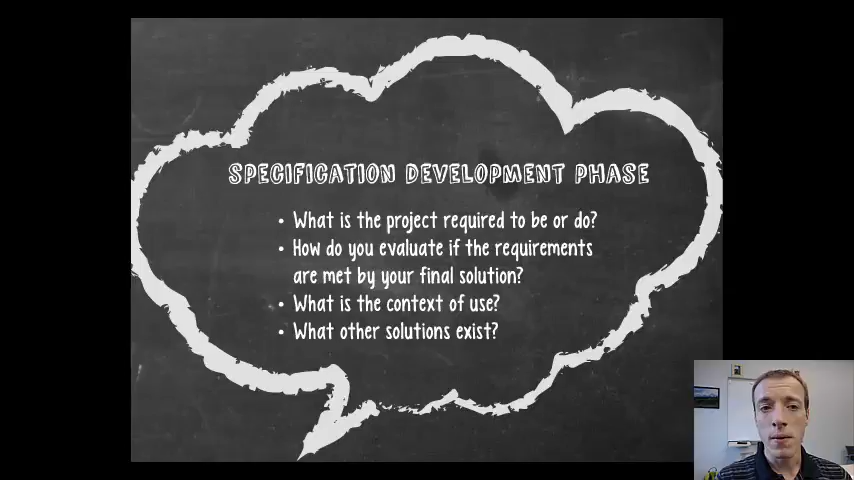 SPECIFICATION DEVELOPMENT PHASE
• What is the project required to be or do?
• How do you evaluate if the requirements
are met by your final solution?
• What is the context of use?
• What other solutions exist?